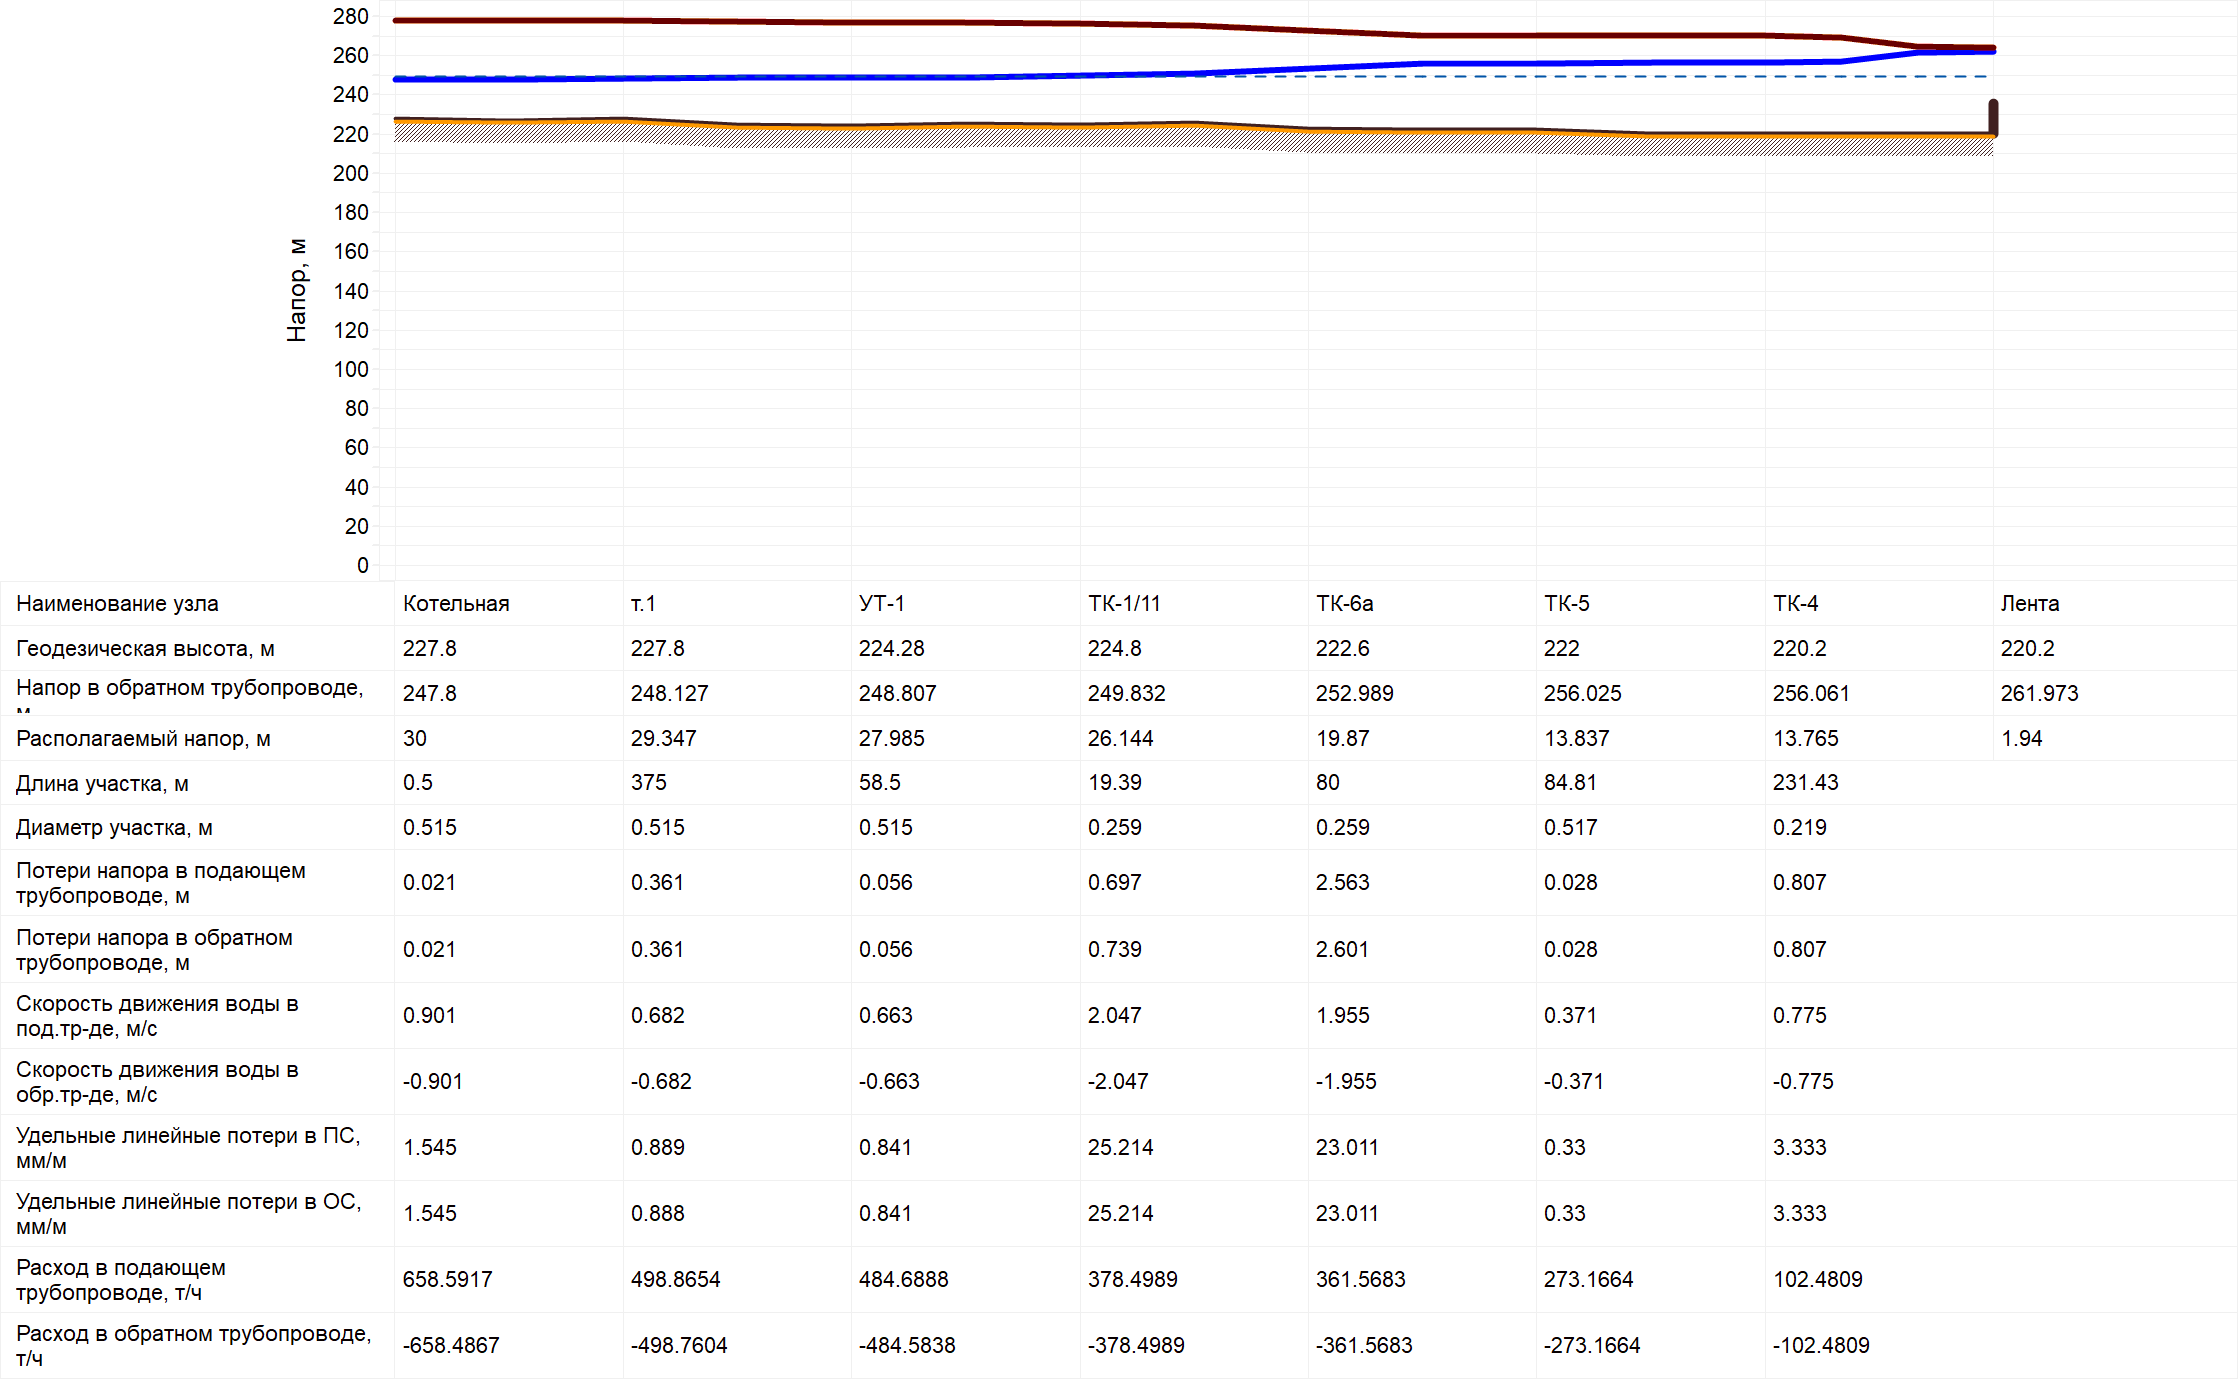 280
260
240
220
200
180
160
140
120
100
80
60
40
20
0
Напор, м
Наименование узла Котельная т.1 УТ-1 ТК-1/11 ТК-6а ТК-5 ТК-4 Лента
Геодезическая высота, м 227.8 227.8 224.28 224.8 222.6 222 220.2 220.2
Напор в обратном трубопроводе, м 247.8 248.127 248.807 249.832 252.989 256.025 256.061 261.973
Располагаемый напор, м 30 29.347 27.985 26.144 19.87 13.837 13.765 1.94
Длина участка, м 0.5 375 58.5 19.39 80 84.81 231.43
Диаметр участка, м 0.515 0.515 0.515 0.259 0.259 0.517 0.219
Потери напора в подающем
трубопроводе, м 0.021 0.361 0.056 0.697 2.563 0.028 0.807
Потери напора в обратном
трубопроводе, м 0.021 0.361 0.056 0.739 2.601 0.028 0.807
Скорость движения воды в
под.тр-де, м/с 0.901 0.682 0.663 2.047 1.955 0.371 0.775
Скорость движения воды в
обр.тр-де, м/с -0.901 -0.682 -0.663 -2.047 -1.955 -0.371 -0.775
Удельные линейные потери в ПС,
мм/м 1.545 0.889 0.841 25.214 23.011 0.33 3.333
Удельные линейные потери в ОС,
мм/м 1.545 0.888 0.841 25.214 23.011 0.33 3.333
Расход в подающем
трубопроводе, т/ч 658.5917 498.8654 484.6888 378.4989 361.5683 273.1664 102.4809
Расход в обратном трубопроводе,
т/ч -658.4867 -498.7604 -484.5838 -378.4989 -361.5683 -273.1664 -102.4809